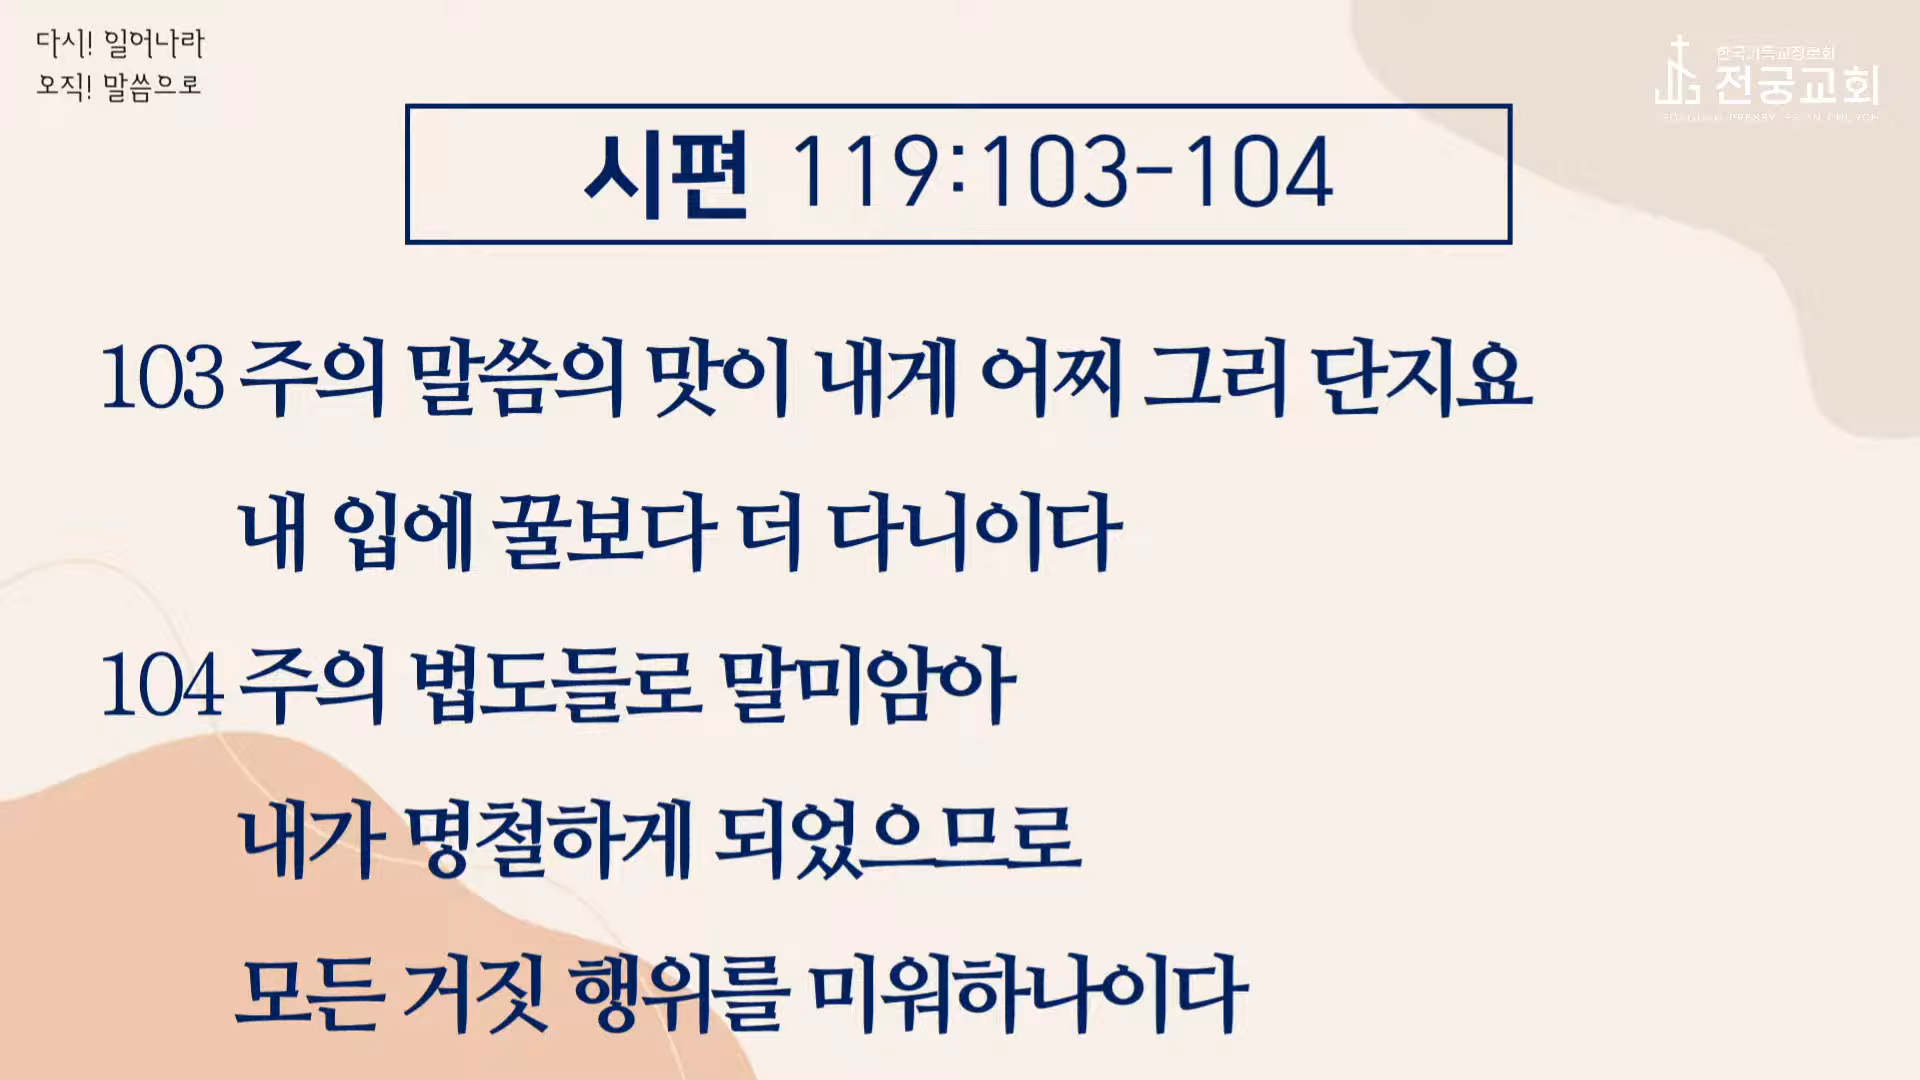 다시! 일어나라
오직! 말씀으로
한국기독교장로회
전궁교회
시편 119:103-104
103 주의 말씀의 맛이 내게 어찌 그리 단지요
내 입에 꿀보다 더 다니이다
104 주의 법도들로 말미암아
내가 명철하게 되었으므로
모든 거짓 행위를 미워하나이다